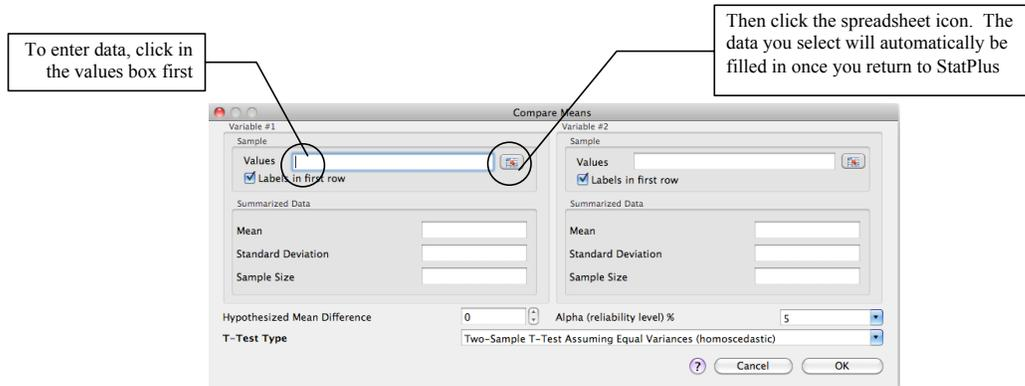 To enter data, click in
the values box first
Then click the spreadsheet icon.  The
data you select will automatically be
filled in once you return to StatPlus
Compare Means
Variable #1
Sample
Values
Labels in first row
Summarized Data
Mean
Standard Deviation
Sample Size
Variable #2
Sample
Values
Labels in first row
Summarized Data
Mean
Standard Deviation
Sample Size
Hypothesized Mean Difference 0 Alpha (reliability level) % 5
T-Test Type Two-Sample T-Test Assuming Equal Variances (homoscedastic)
? Cancel OK